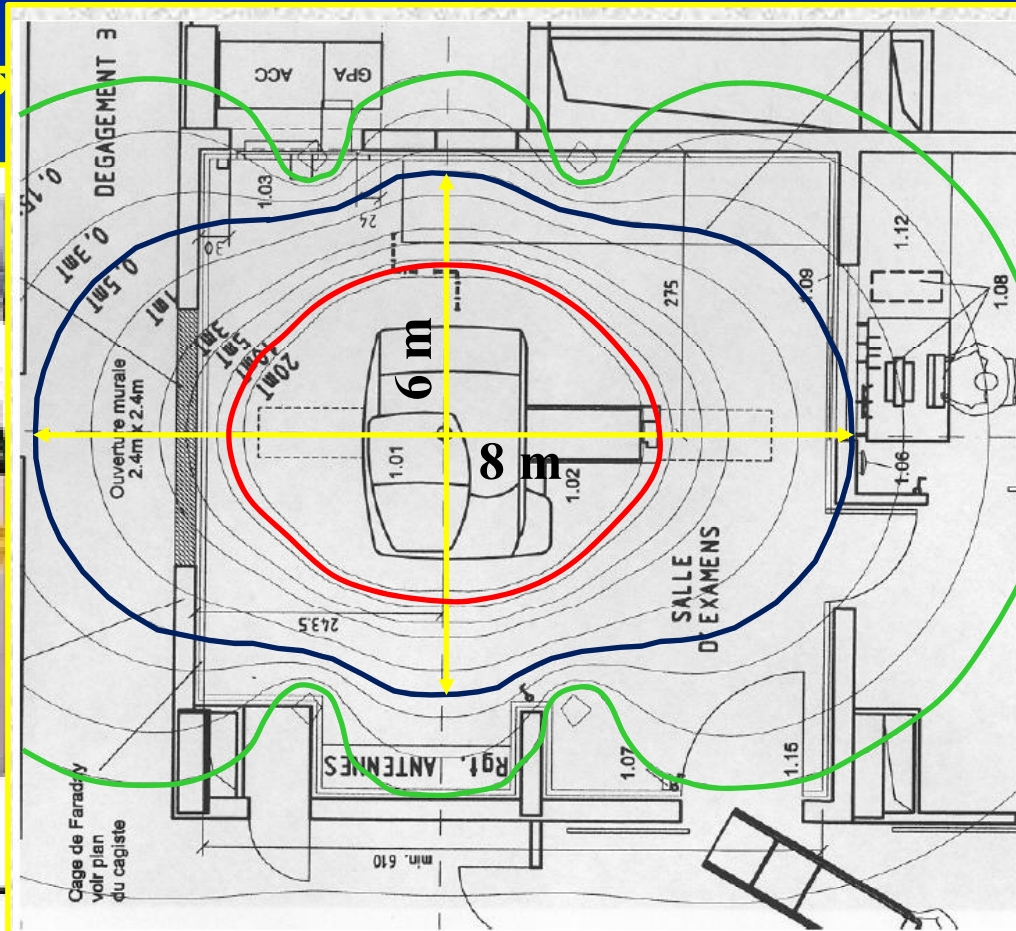 DEGAGEMENT 3
ACC
GPA
1.03
24
30
0,3mT
0,5mT
1mT
3mT
5mT
20mT
Ouverture murale
2.4m x 2.4m
6 m
8 m
1.01
1.02
275
1.09
1.12
1.08
1.06
SALLE
D'EXAMENS
243.5
Rgt. ANTENNES
1.07
1.15
Cage de Faraday
voir plan
du cagiste
min. 610